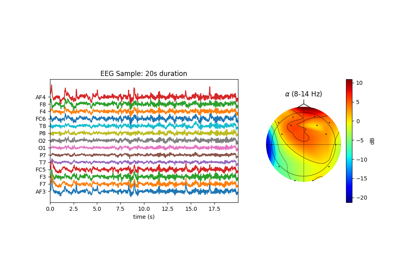 EEG Sample: 20s duration
AF4
F8
F4
FC6
T8
P8
O2
O1
P7
T7
FC5
F3
F7
AF3
0.0 2.5 5.0 7.5 10.0 12.5 15.0 17.5
time (s)
α (8-14 Hz)
10
5
0
−5
−10
−15
−20
dB